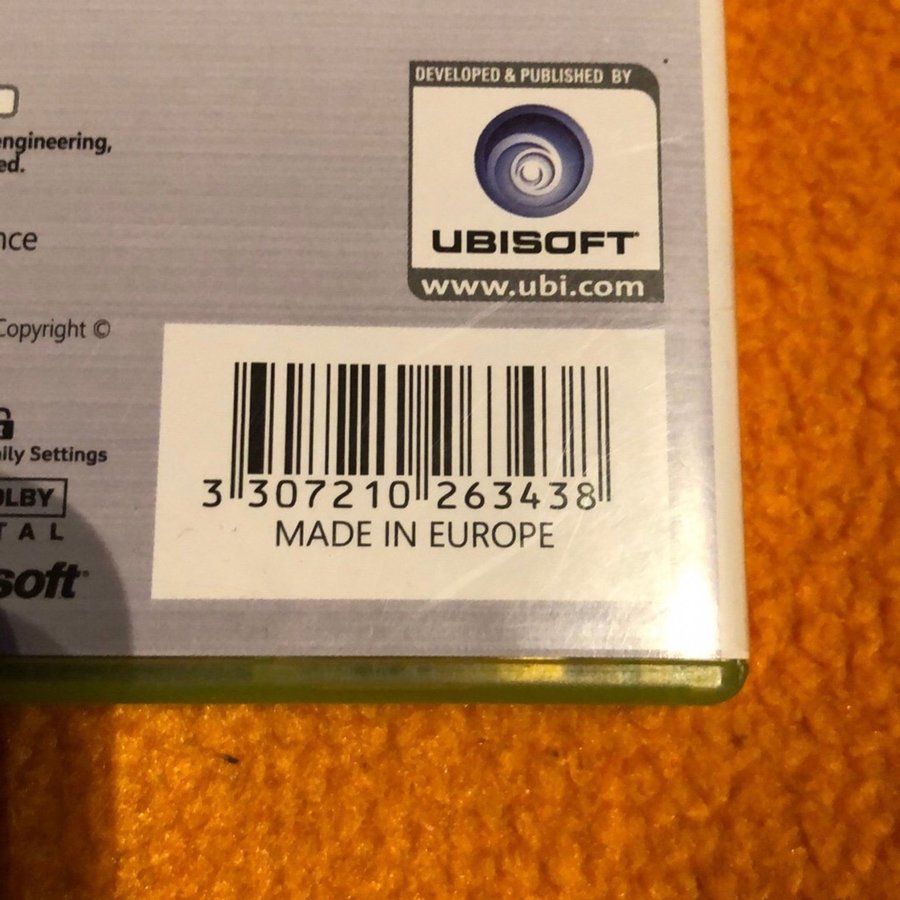 DEVELOPED & PUBLISHED BY
UBISOFT
www.ubi.com
engineering,
ed.
nce
Copyright ©
ily Settings
OLBY
TAL
soft
3 307210 263438
MADE IN EUROPE